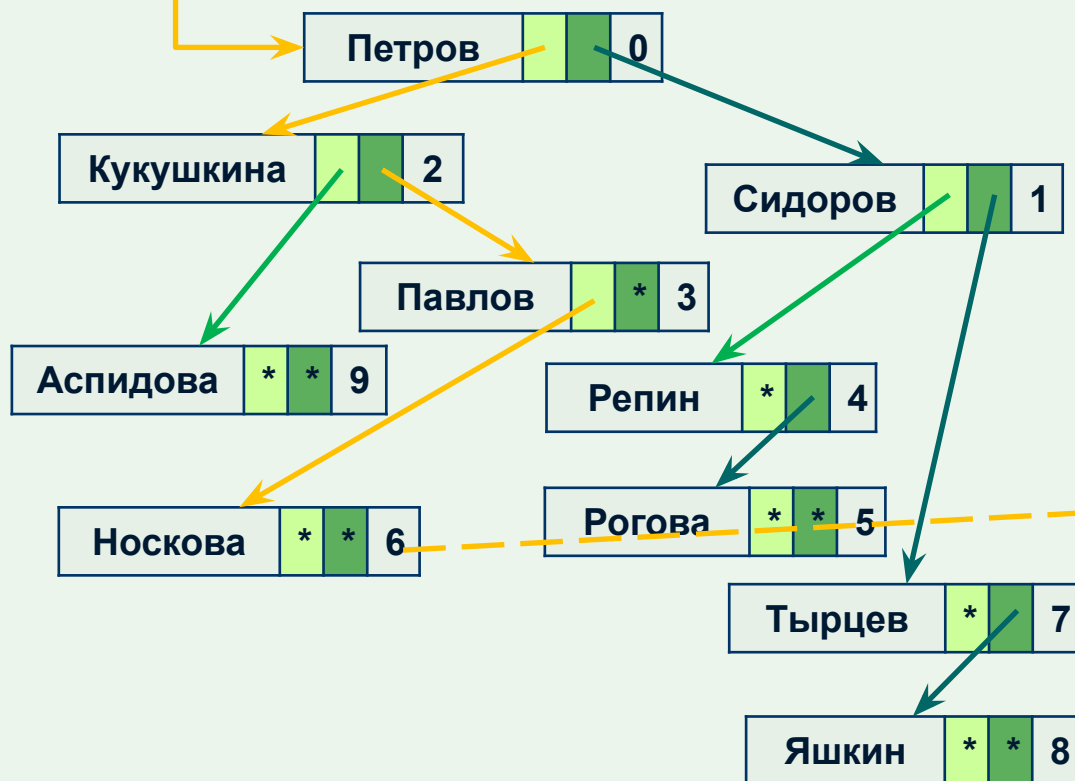 Петров 0
Кукушкина 2
Сидоров 1
Павлов * 3
Аспидова * * 9
Репин * 4
Носкова * * 6
Рогова * * 5
Тырцев * 7
Яшкин * * 8